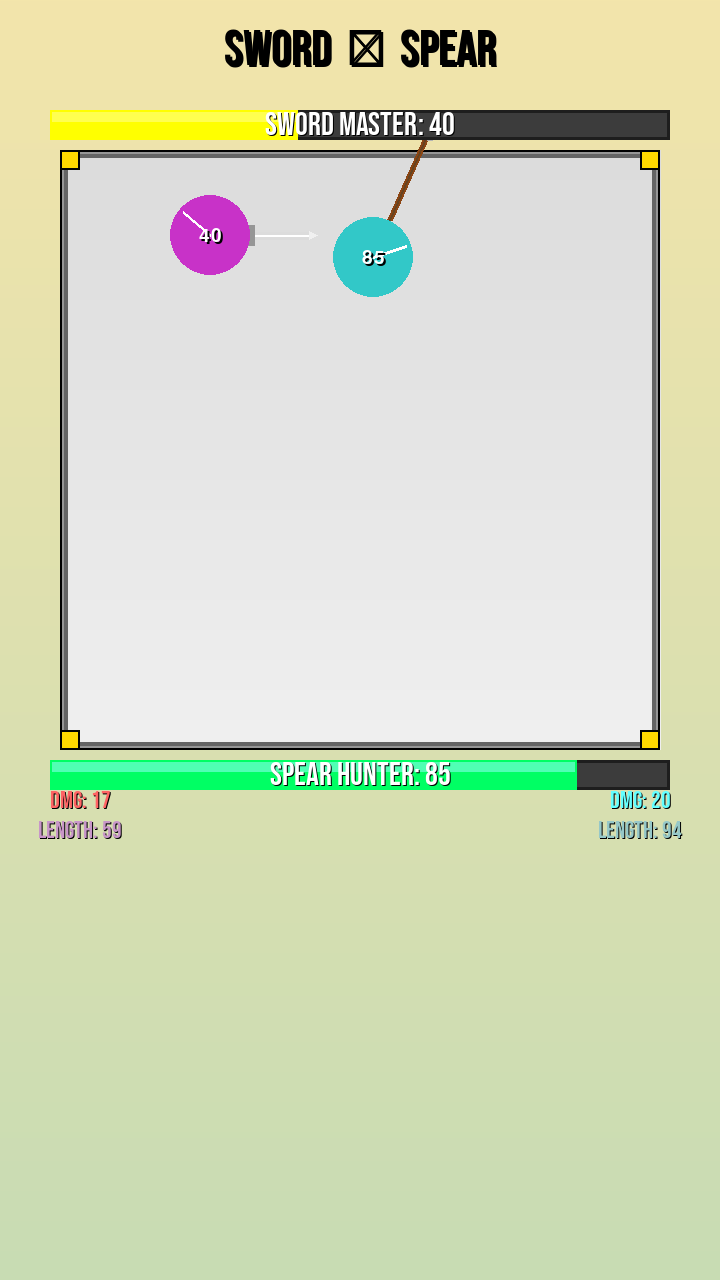 SWORD SPEAR
SWORD MASTER: 40
40
85
SPEAR HUNTER: 85
DMG: 17
DMG: 20
LENGTH: 59
LENGTH: 94